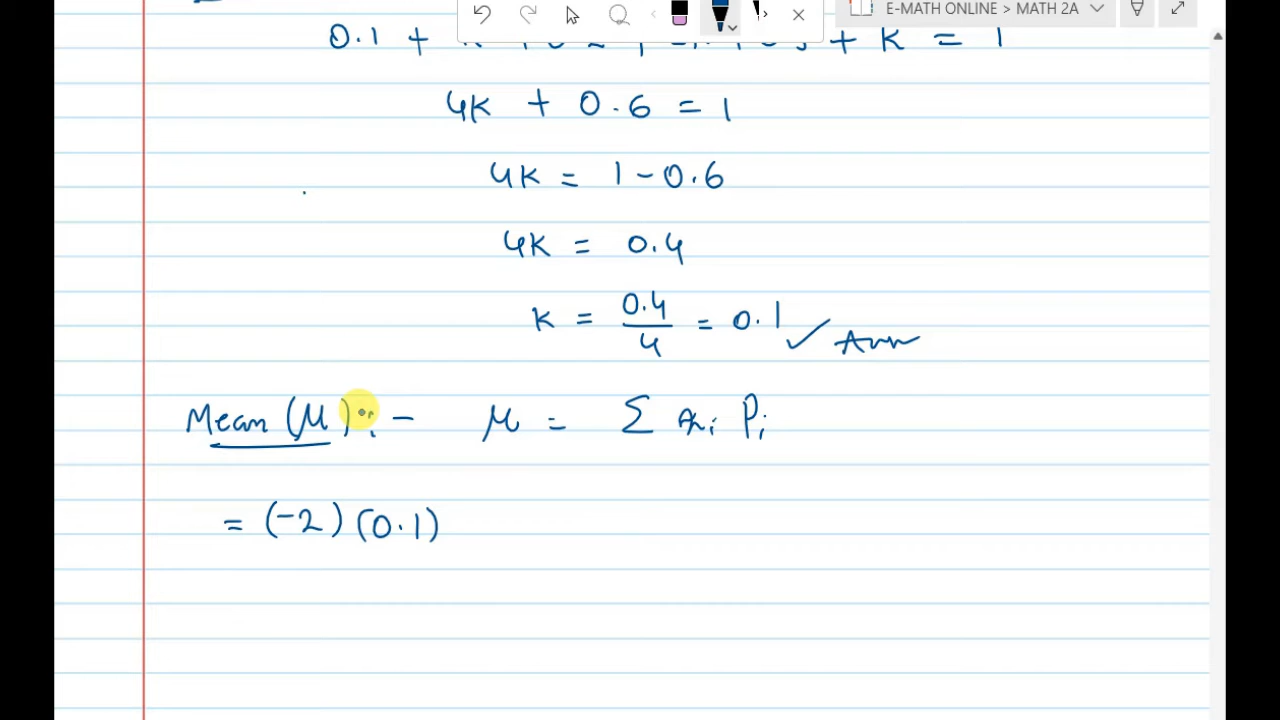 E-MATH ONLINE > MATH 2A
0.1 + K + 0.2 + 2K + 0.3 + K = 1
4K + 0.6 = 1
4K = 1 - 0.6
4K = 0.4
K = 0.4/4 = 0.1 ✓ Ans
Mean (μ) :- μ = Σ xi Pi
= (-2) (0.1)